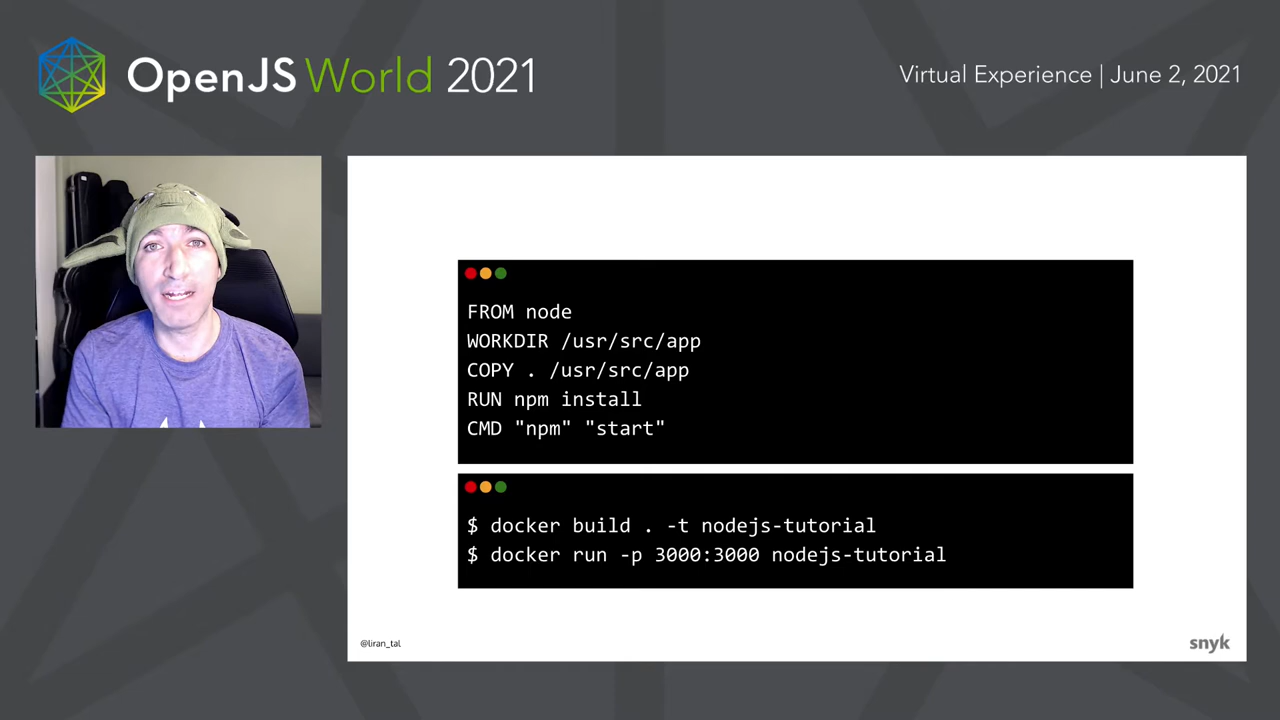 OpenJS World 2021
Virtual Experience | June 2, 2021
FROM node
WORKDIR /usr/src/app
COPY . /usr/src/app
RUN npm install
CMD "npm" "start"
$ docker build . -t nodejs-tutorial
$ docker run -p 3000:3000 nodejs-tutorial
@liran_tal
snyk